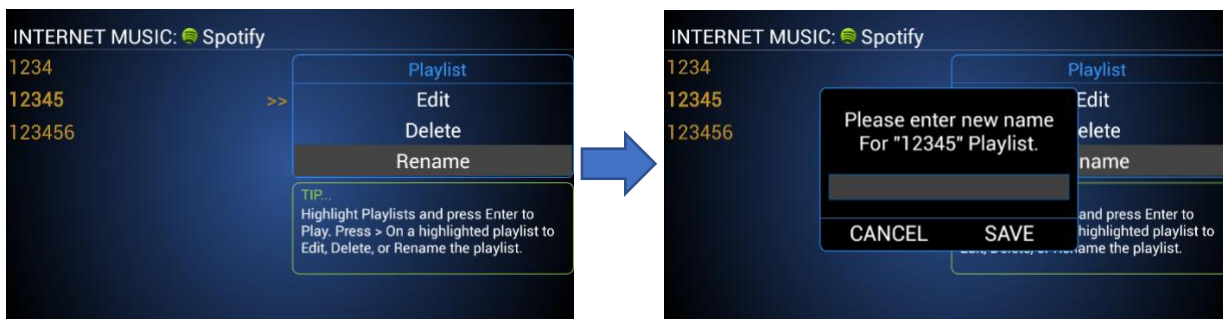 INTERNET MUSIC: Spotify
1234
12345 >>
123456
Playlist
Edit
Delete
Rename
TIP...
Highlight Playlists and press Enter to
Play. Press > On a highlighted playlist to
Edit, Delete, or Rename the playlist.
INTERNET MUSIC: Spotify
1234
12345
123456
Playlist
Edit
elete
name
Please enter new name
For "12345" Playlist.
CANCEL SAVE
and press Enter to
highlighted playlist to
name the playlist.